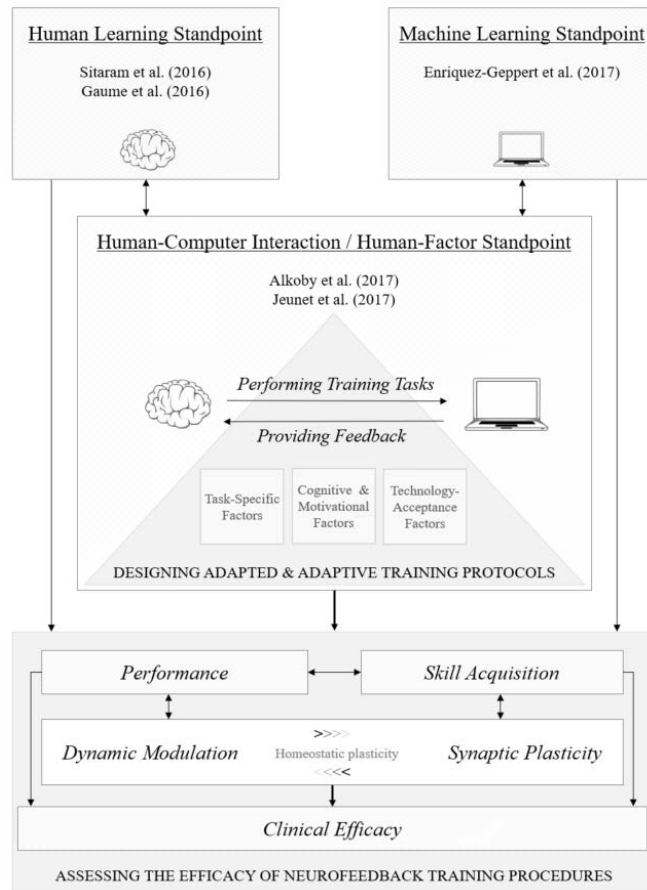 Human Learning Standpoint
Sitaram et al. (2016)
Gaume et al. (2016)
Machine Learning Standpoint
Enriquez-Geppert et al. (2017)
Human-Computer Interaction / Human-Factor Standpoint
Alkoby et al. (2017)
Jeunet et al. (2017)
Performing Training Tasks
Providing Feedback
Task-Specific
Factors
Cognitive &
Motivational
Factors
Technology-
Acceptance
Factors
DESIGNING ADAPTED & ADAPTIVE TRAINING PROTOCOLS
Performance
Skill Acquisition
Dynamic Modulation
>>>>
Homeostatic plasticity
<<<<
Synaptic Plasticity
Clinical Efficacy
ASSESSING THE EFFICACY OF NEUROFEEDBACK TRAINING PROCEDURES